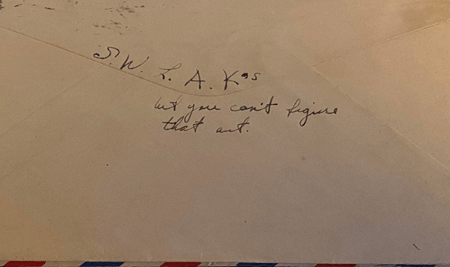 S. W. L. A. K's
but you can't figure
that out.